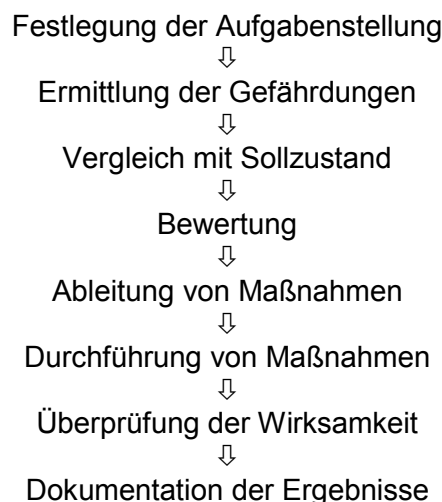 Festlegung der Aufgabenstellung
⇩
Ermittlung der Gefährdungen
⇩
Vergleich mit Sollzustand
⇩
Bewertung
⇩
Ableitung von Maßnahmen
⇩
Durchführung von Maßnahmen
⇩
Überprüfung der Wirksamkeit
⇩
Dokumentation der Ergebnisse